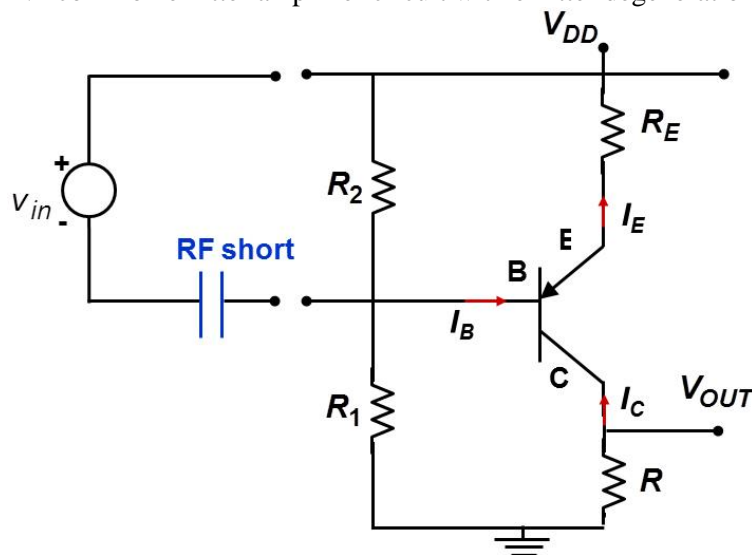 V_DD
R_E
R_2
+
v_in
-
I_E
E
RF short
B
I_B
C
R_1
I_C
V_OUT
R